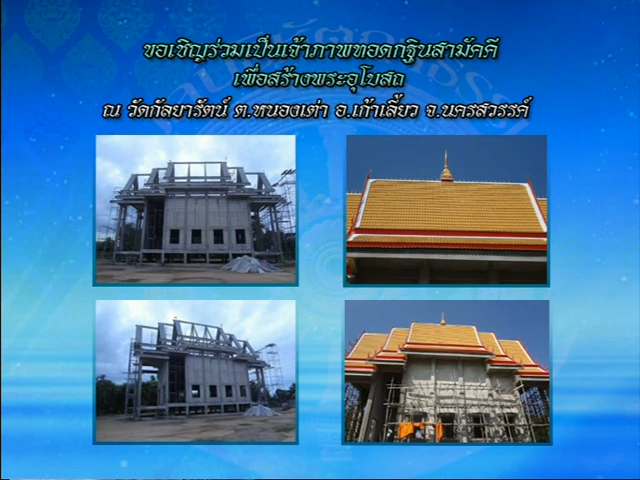 ขอเชิญร่วมเป็นเจ้าภาพทอดกฐินสามัคคี
เพื่อสร้างพระอุโบสถ
ณ วัดกัลยารัตน์ ต.หนองเต่า อ.เก้าเลี้ยว จ.นครสวรรค์